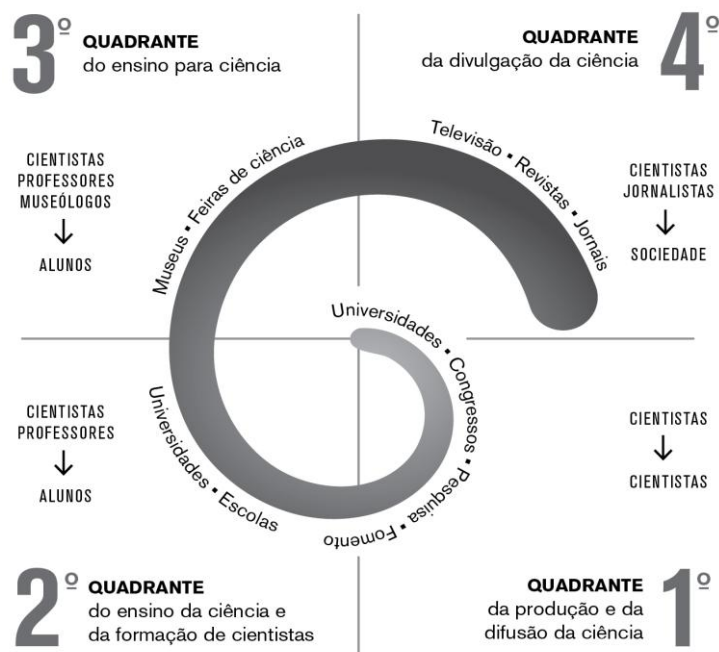 3º
QUADRANTE
do ensino para ciência
4º
QUADRANTE
da divulgação da ciência
CIENTISTAS
PROFESSORES
MUSEÓLOGOS
ALUNOS
Museus ▪ Feiras de ciência
Televisão ▪ Revistas ▪ Jornais
CIENTISTAS
JORNALISTAS
SOCIEDADE
CIENTISTAS
PROFESSORES
ALUNOS
Universidades ▪ Escolas
Universidades ▪ Congressos ▪ Pesquisa ▪ Fomento
CIENTISTAS
CIENTISTAS
2º
QUADRANTE
do ensino da ciência e
da formação de cientistas
QUADRANTE
da produção e da
difusão da ciência
1º